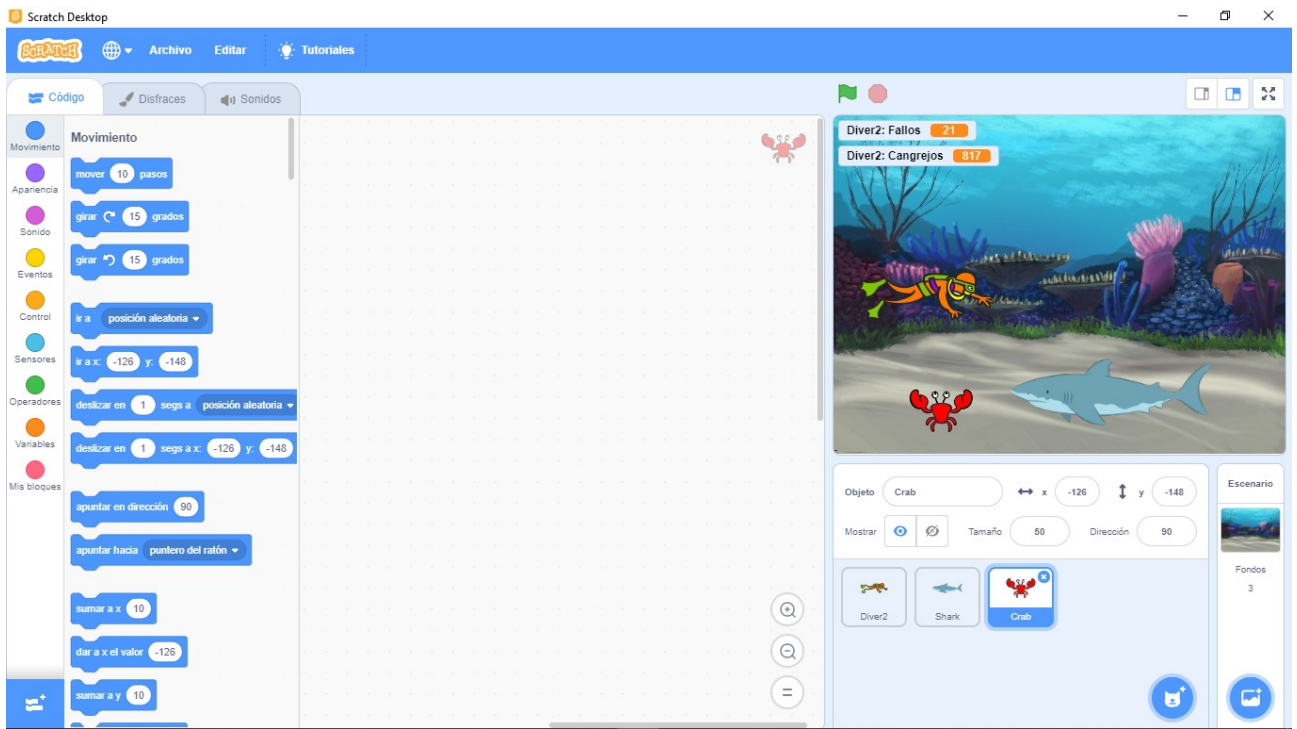 Scratch Desktop
SCRATCH Archivo Editar Tutoriales
Código Disfraces Sonidos
Movimiento
Apariencia
Sonido
Eventos
Control
Sensores
Operadores
Variables
Mis bloques
Movimiento
mover 10 pasos
girar 15 grados
girar 15 grados
ir a posición aleatoria
ir a x: -126 y: -148
deslizar en 1 segs a posición aleatoria
deslizar en 1 segs a x: -126 y: -148
apuntar en dirección 90
apuntar hacia puntero del ratón
sumar a x 10
dar a x el valor -126
sumar a y 10
Diver2: Fallos 21
Diver2: Cangrejos 817
Objeto Crab x -126 y -148
Mostrar Tamaño 50 Dirección 90
Diver2 Shark Crab
Escenario
Fondos
3